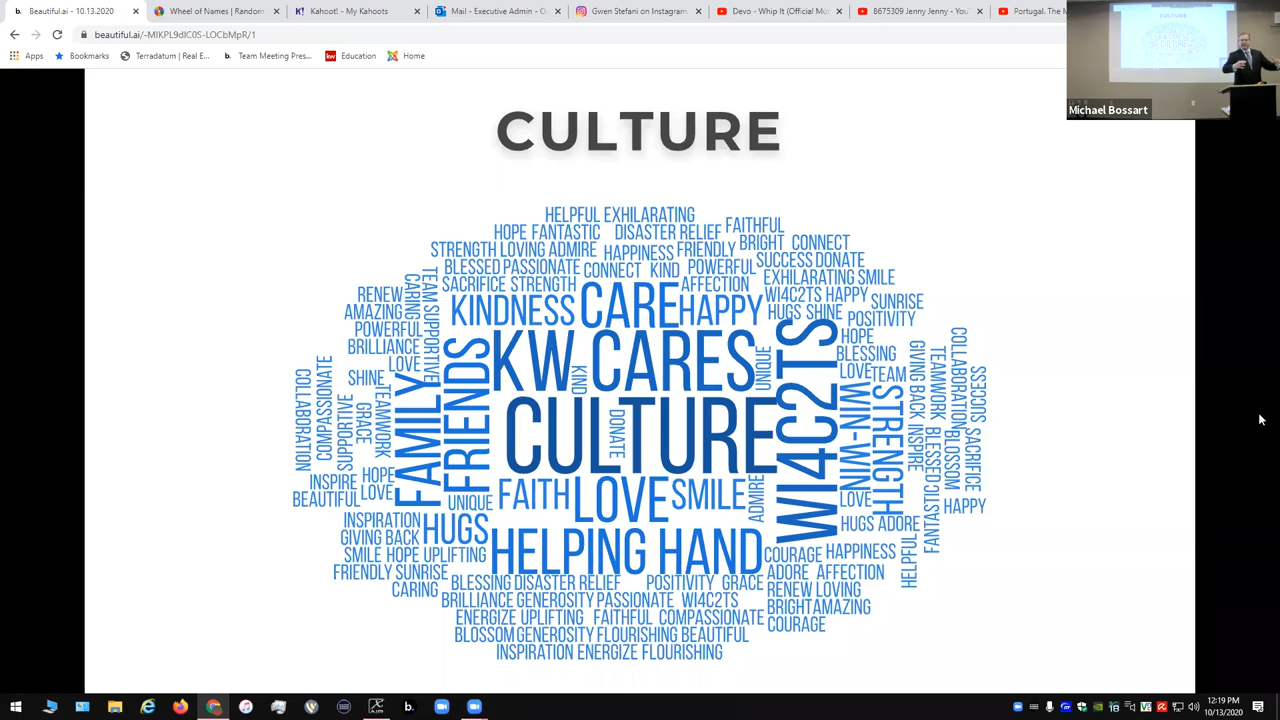 Beautiful.ai - 10.13.2020
Wheel of Names | Random
Kahoot! - My Kahoots
Mail - Executive Admin - O
Gwen Stefani on Instagram
Devo - Whip It (Official Mus
8675309 Jenny Jenny - YouT
Portugal. The M
beautiful.ai/-MIKPL9dIC0S-LOCbMpR/1
Apps
Bookmarks
Terradatum | Real E...
Team Meeting Pres...
Education
Home
Michael Bossart
CULTURE
HELPFUL EXHILARATING
HOPE FANTASTIC DISASTER RELIEF FAITHFUL
STRENGTH LOVING ADMIRE HAPPINESS FRIENDLY BRIGHT CONNECT
BLESSED PASSIONATE CONNECT KIND POWERFUL SUCCESS DONATE
SACRIFICE STRENGTH AFFECTION EXHILARATING SMILE
RENEW CARING TEAM SUPPORTIVE KINDNESS CARE HAPPY WI4C2TS HAPPY SUNRISE
AMAZING HUGS SHINE POSITIVITY
POWERFUL HOPE
BRILLIANCE KW CARES UNIQUE WI4C2TS BLESSING GIVING BACK TEAMWORK COLLABORATION
LOVE LOVE TEAM
SHINE FAMILY FRIENDS KIND WIN-WIN STRENGTH SUCCESS
COLLABORATION COMPASSIONATE SUPPORTIVE GRACE TEAMWORK CULTURE DONATE INSPIRE BLESSED BLOSSOM SACRIFICE
INSPIRE HOPE
BEAUTIFUL LOVE UNIQUE FAITH LOVE SMILE ADMIRE LOVE FANTASTIC HAPPY
INSPIRATION HUGS HUGS ADORE
GIVING BACK HELPING HAND HELPFUL
SMILE HOPE UPLIFTING COURAGE HAPPINESS
FRIENDLY SUNRISE ADORE AFFECTION
CARING BLESSING DISASTER RELIEF POSITIVITY GRACE RENEW LOVING
BRILLIANCE GENEROSITY PASSIONATE WI4C2TS BRIGHT AMAZING
ENERGIZE UPLIFTING FAITHFUL COMPASSIONATE COURAGE
BLOSSOM GENEROSITY FLOURISHING BEAUTIFUL
INSPIRATION ENERGIZE FLOURISHING
12:19 PM
10/13/2020